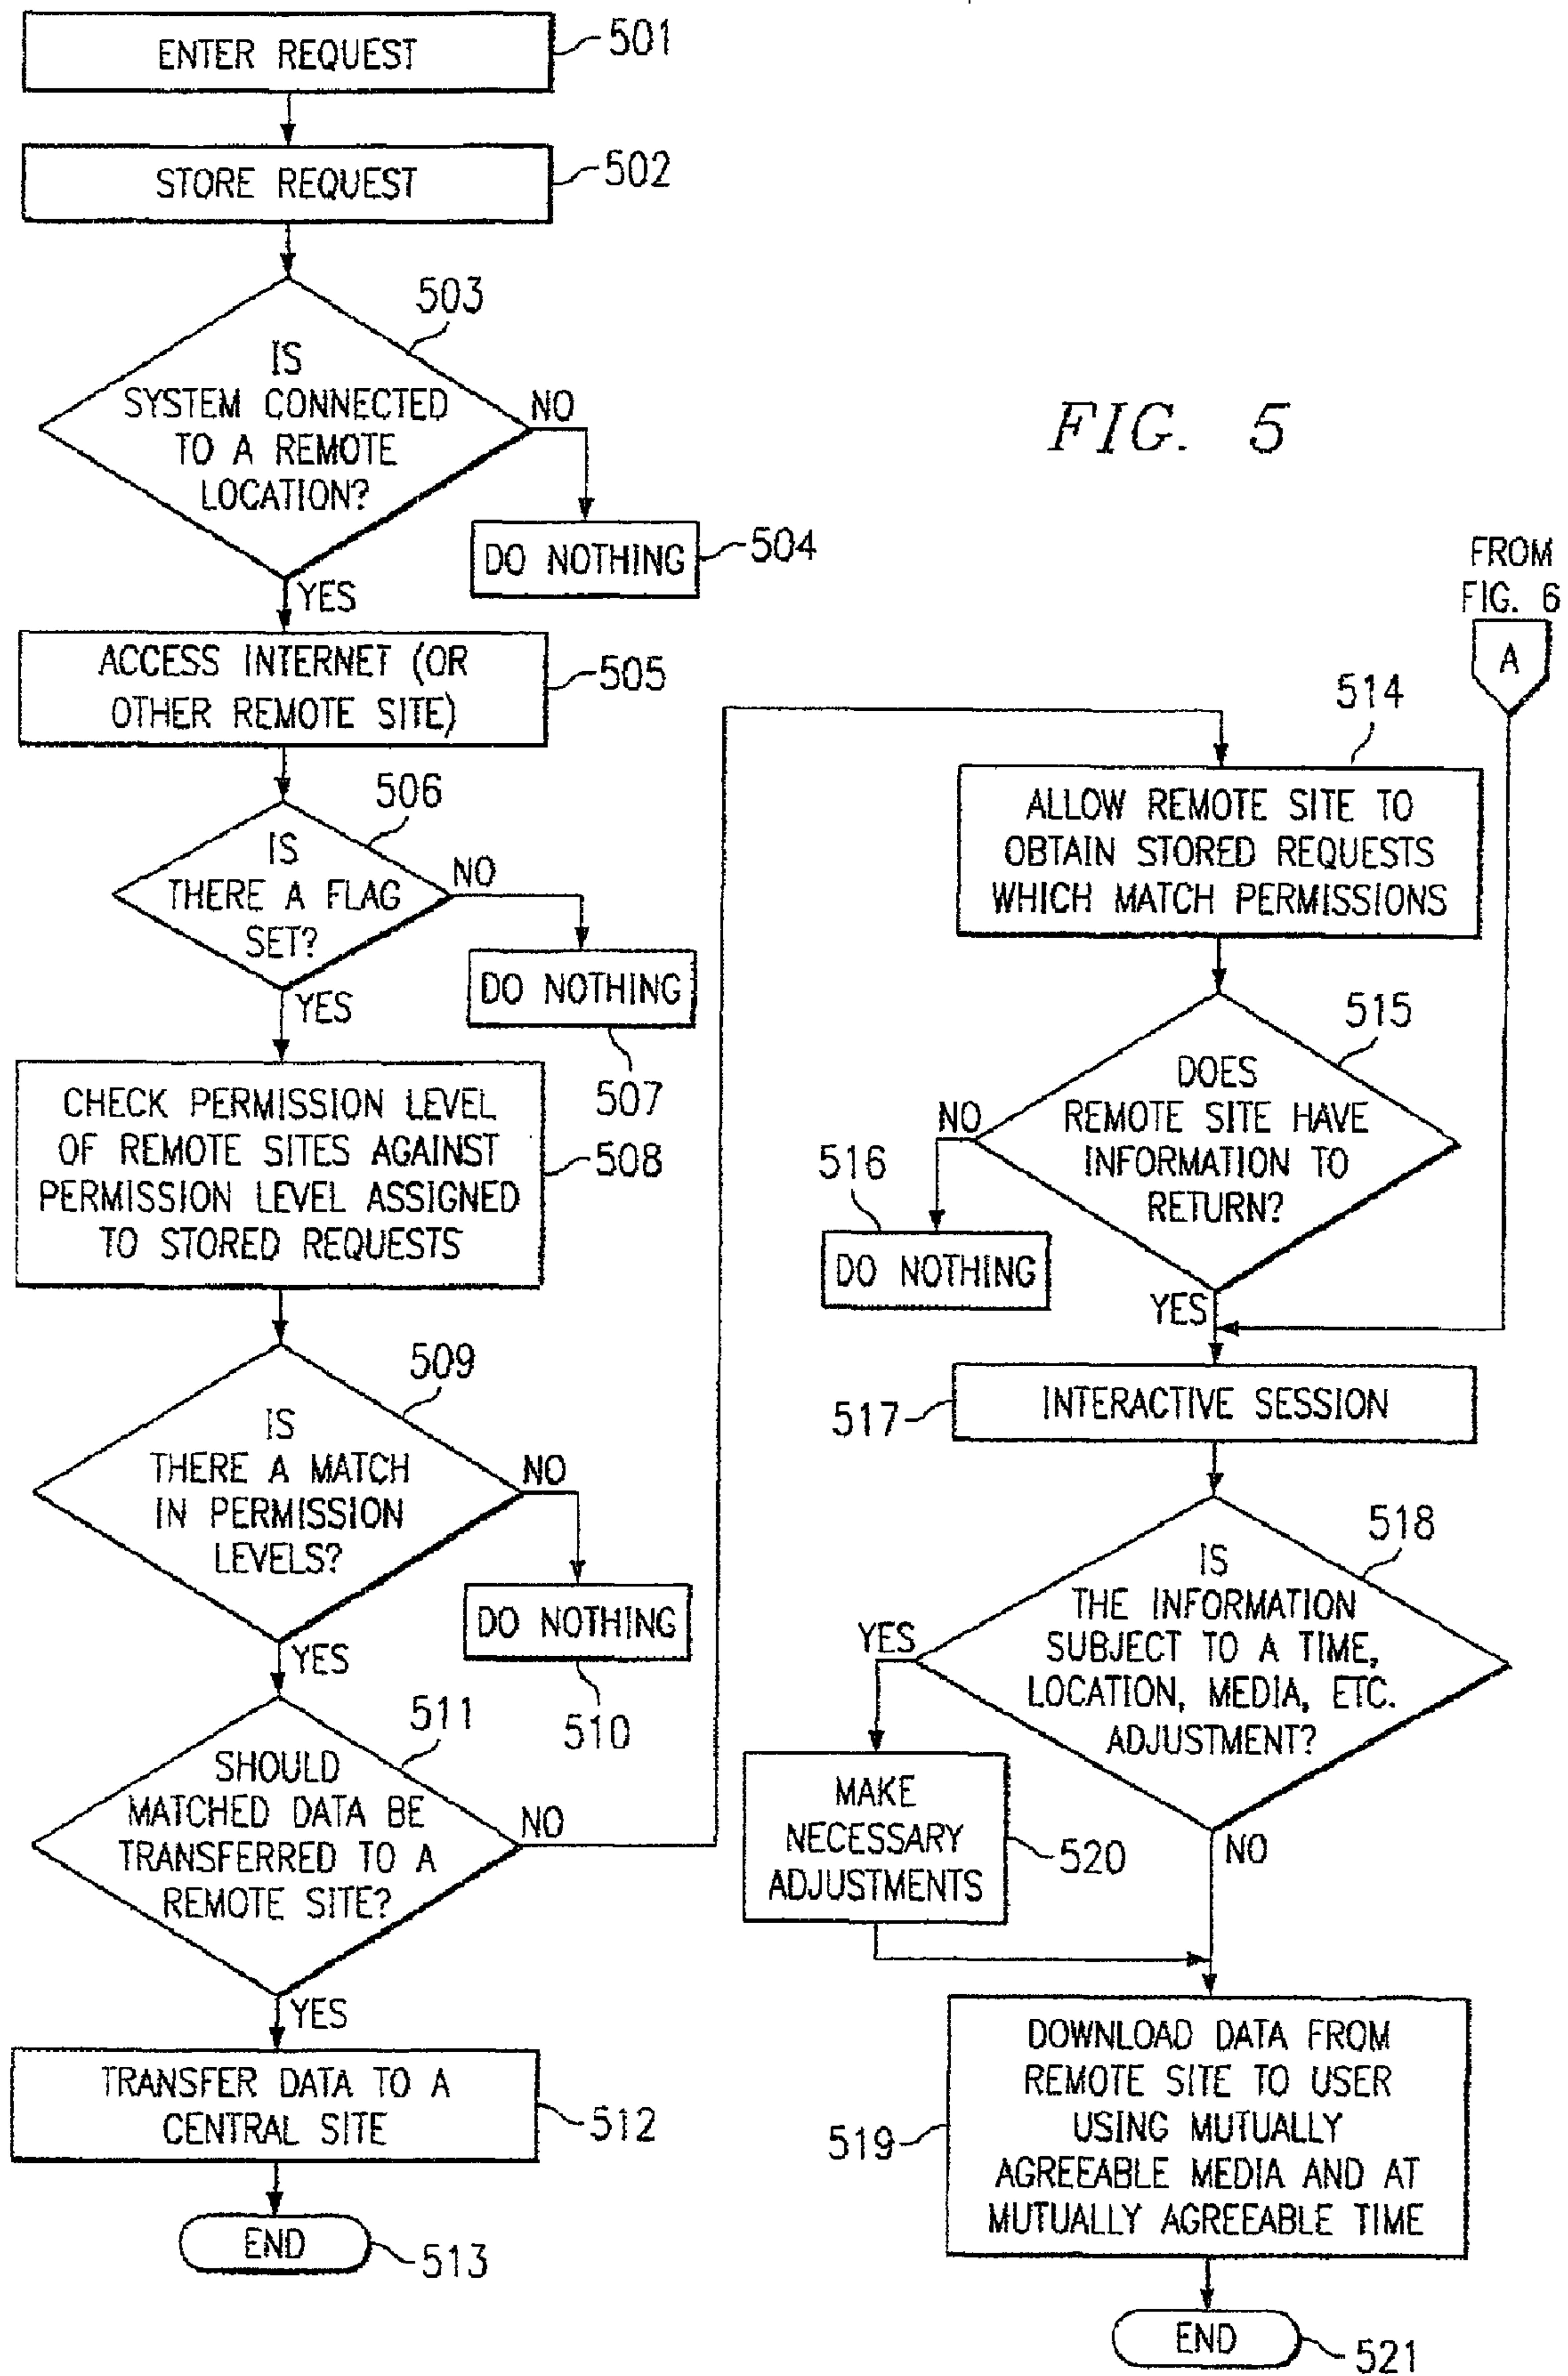 ENTER REQUEST
501
STORE REQUEST
502
503
IS
SYSTEM CONNECTED
TO A REMOTE
LOCATION?
NO
DO NOTHING
504
YES
ACCESS INTERNET (OR
OTHER REMOTE SITE)
505
506
IS
THERE A FLAG
SET?
NO
DO NOTHING
507
YES
CHECK PERMISSION LEVEL
OF REMOTE SITES AGAINST
PERMISSION LEVEL ASSIGNED
TO STORED REQUESTS
508
509
IS
THERE A MATCH
IN PERMISSION
LEVELS?
NO
DO NOTHING
510
YES
511
SHOULD
MATCHED DATA BE
TRANSFERRED TO A
REMOTE SITE?
NO
YES
TRANSFER DATA TO A
CENTRAL SITE
512
END
513
FIG. 5
FROM
FIG. 6
A
514
ALLOW REMOTE SITE TO
OBTAIN STORED REQUESTS
WHICH MATCH PERMISSIONS
515
DOES
REMOTE SITE HAVE
INFORMATION TO
RETURN?
NO
516
DO NOTHING
YES
INTERACTIVE SESSION
517
518
IS
THE INFORMATION
SUBJECT TO A TIME,
LOCATION, MEDIA, ETC.
ADJUSTMENT?
YES
MAKE
NECESSARY
ADJUSTMENTS
520
NO
DOWNLOAD DATA FROM
REMOTE SITE TO USER
USING MUTUALLY
AGREEABLE MEDIA AND AT
MUTUALLY AGREEABLE TIME
519
END
521